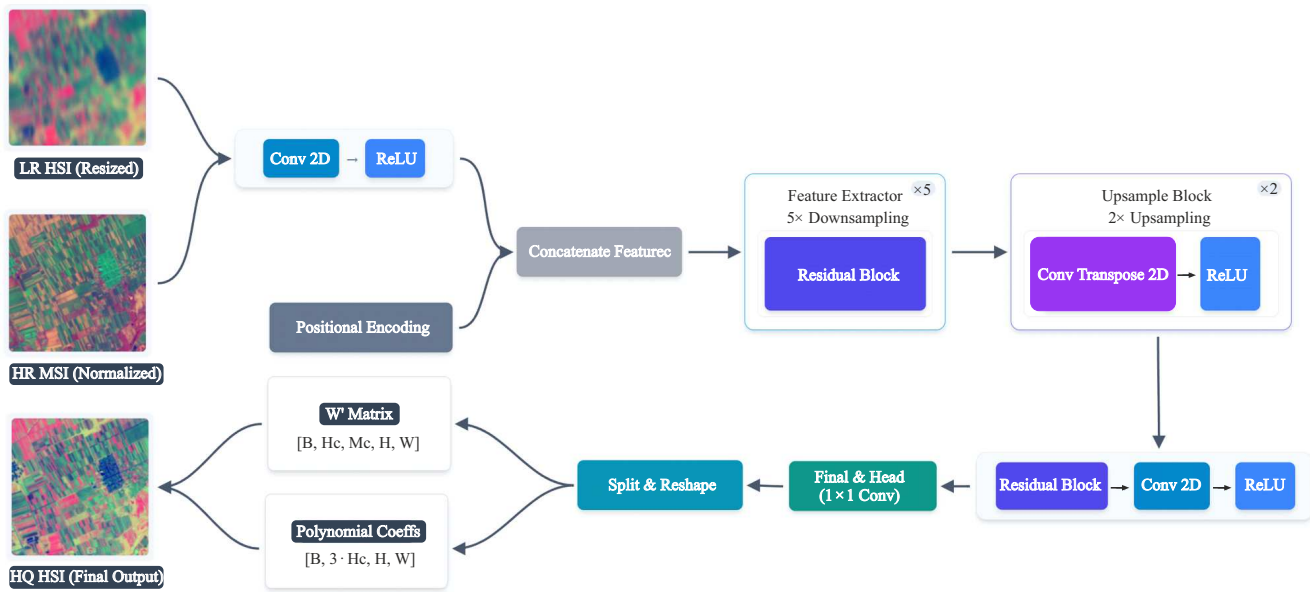 LR HSI (Resized)
Conv 2D → ReLU
HR MSI (Normalized)
Positional Encoding
Concatenate Featurec
Feature Extractor ×5
5× Downsampling
Residual Block
Upsample Block ×2
2× Upsampling
Conv Transpose 2D
ReLU
Residual Block
Conv 2D
ReLU
Final & Head
(1×1 Conv)
Split & Reshape
W' Matrix
[B, Hc, Mc, H, W]
Polynomial Coeffs
[B, 3·Hc, H, W]
HQ HSI (Final Output)